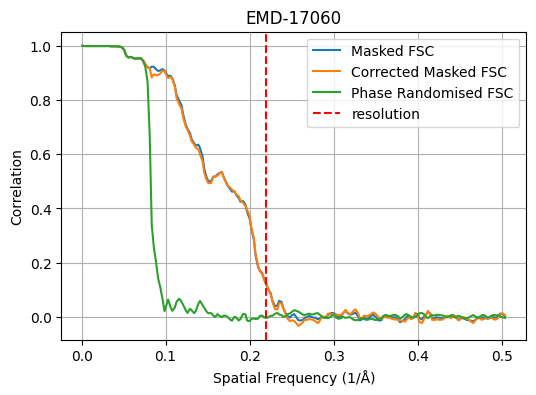 EMD-17060
Masked FSC
Corrected Masked FSC
Phase Randomised FSC
resolution
Correlation
1.0
0.8
0.6
0.4
0.2
0.0
0.0 0.1 0.2 0.3 0.4 0.5
Spatial Frequency (1/Å)